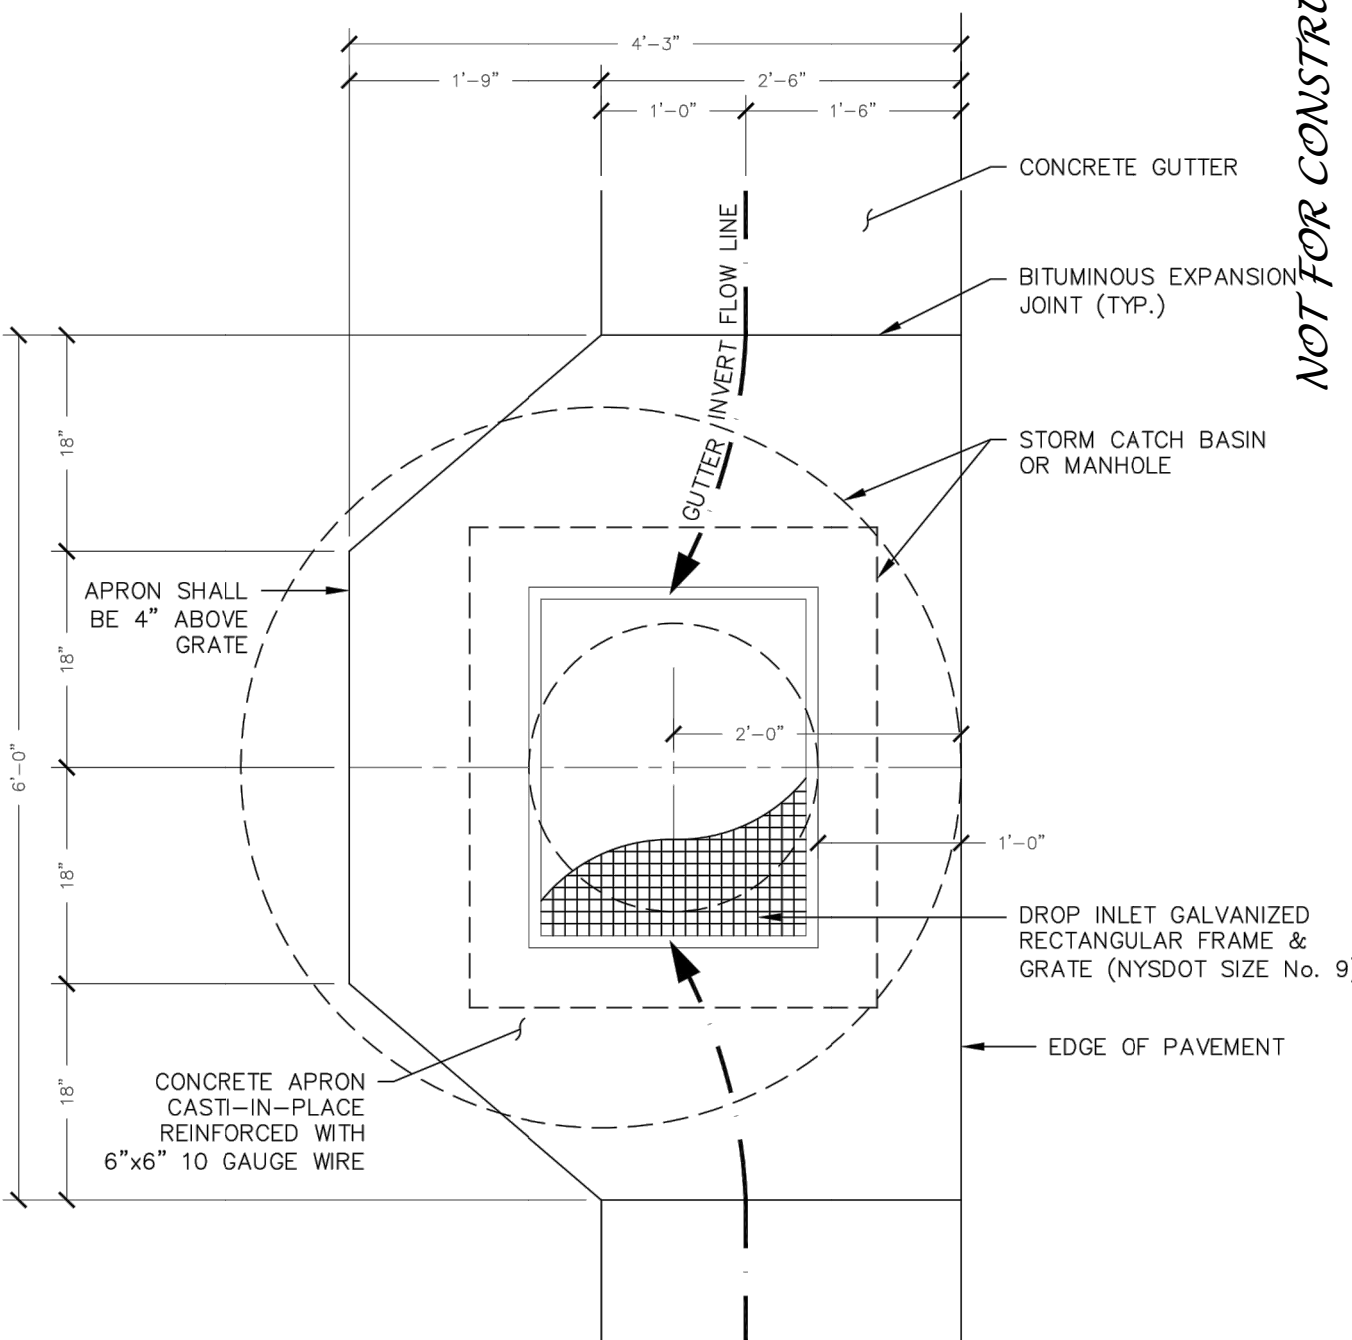 4'-3"
1'-9"
2'-6"
1'-0"
1'-6"
NOT FOR CONSTRU
CONCRETE GUTTER
GUTTER INVERT FLOW LINE
BITUMINOUS EXPANSION
JOINT (TYP.)
18"
STORM CATCH BASIN
OR MANHOLE
APRON SHALL
BE 4" ABOVE
GRATE
18"
6'-0"
2'-0"
1'-0"
18"
DROP INLET GALVANIZED
RECTANGULAR FRAME &
GRATE (NYSDOT SIZE No. 9)
EDGE OF PAVEMENT
18"
CONCRETE APRON
CASTI-IN-PLACE
REINFORCED WITH
6"x6" 10 GAUGE WIRE